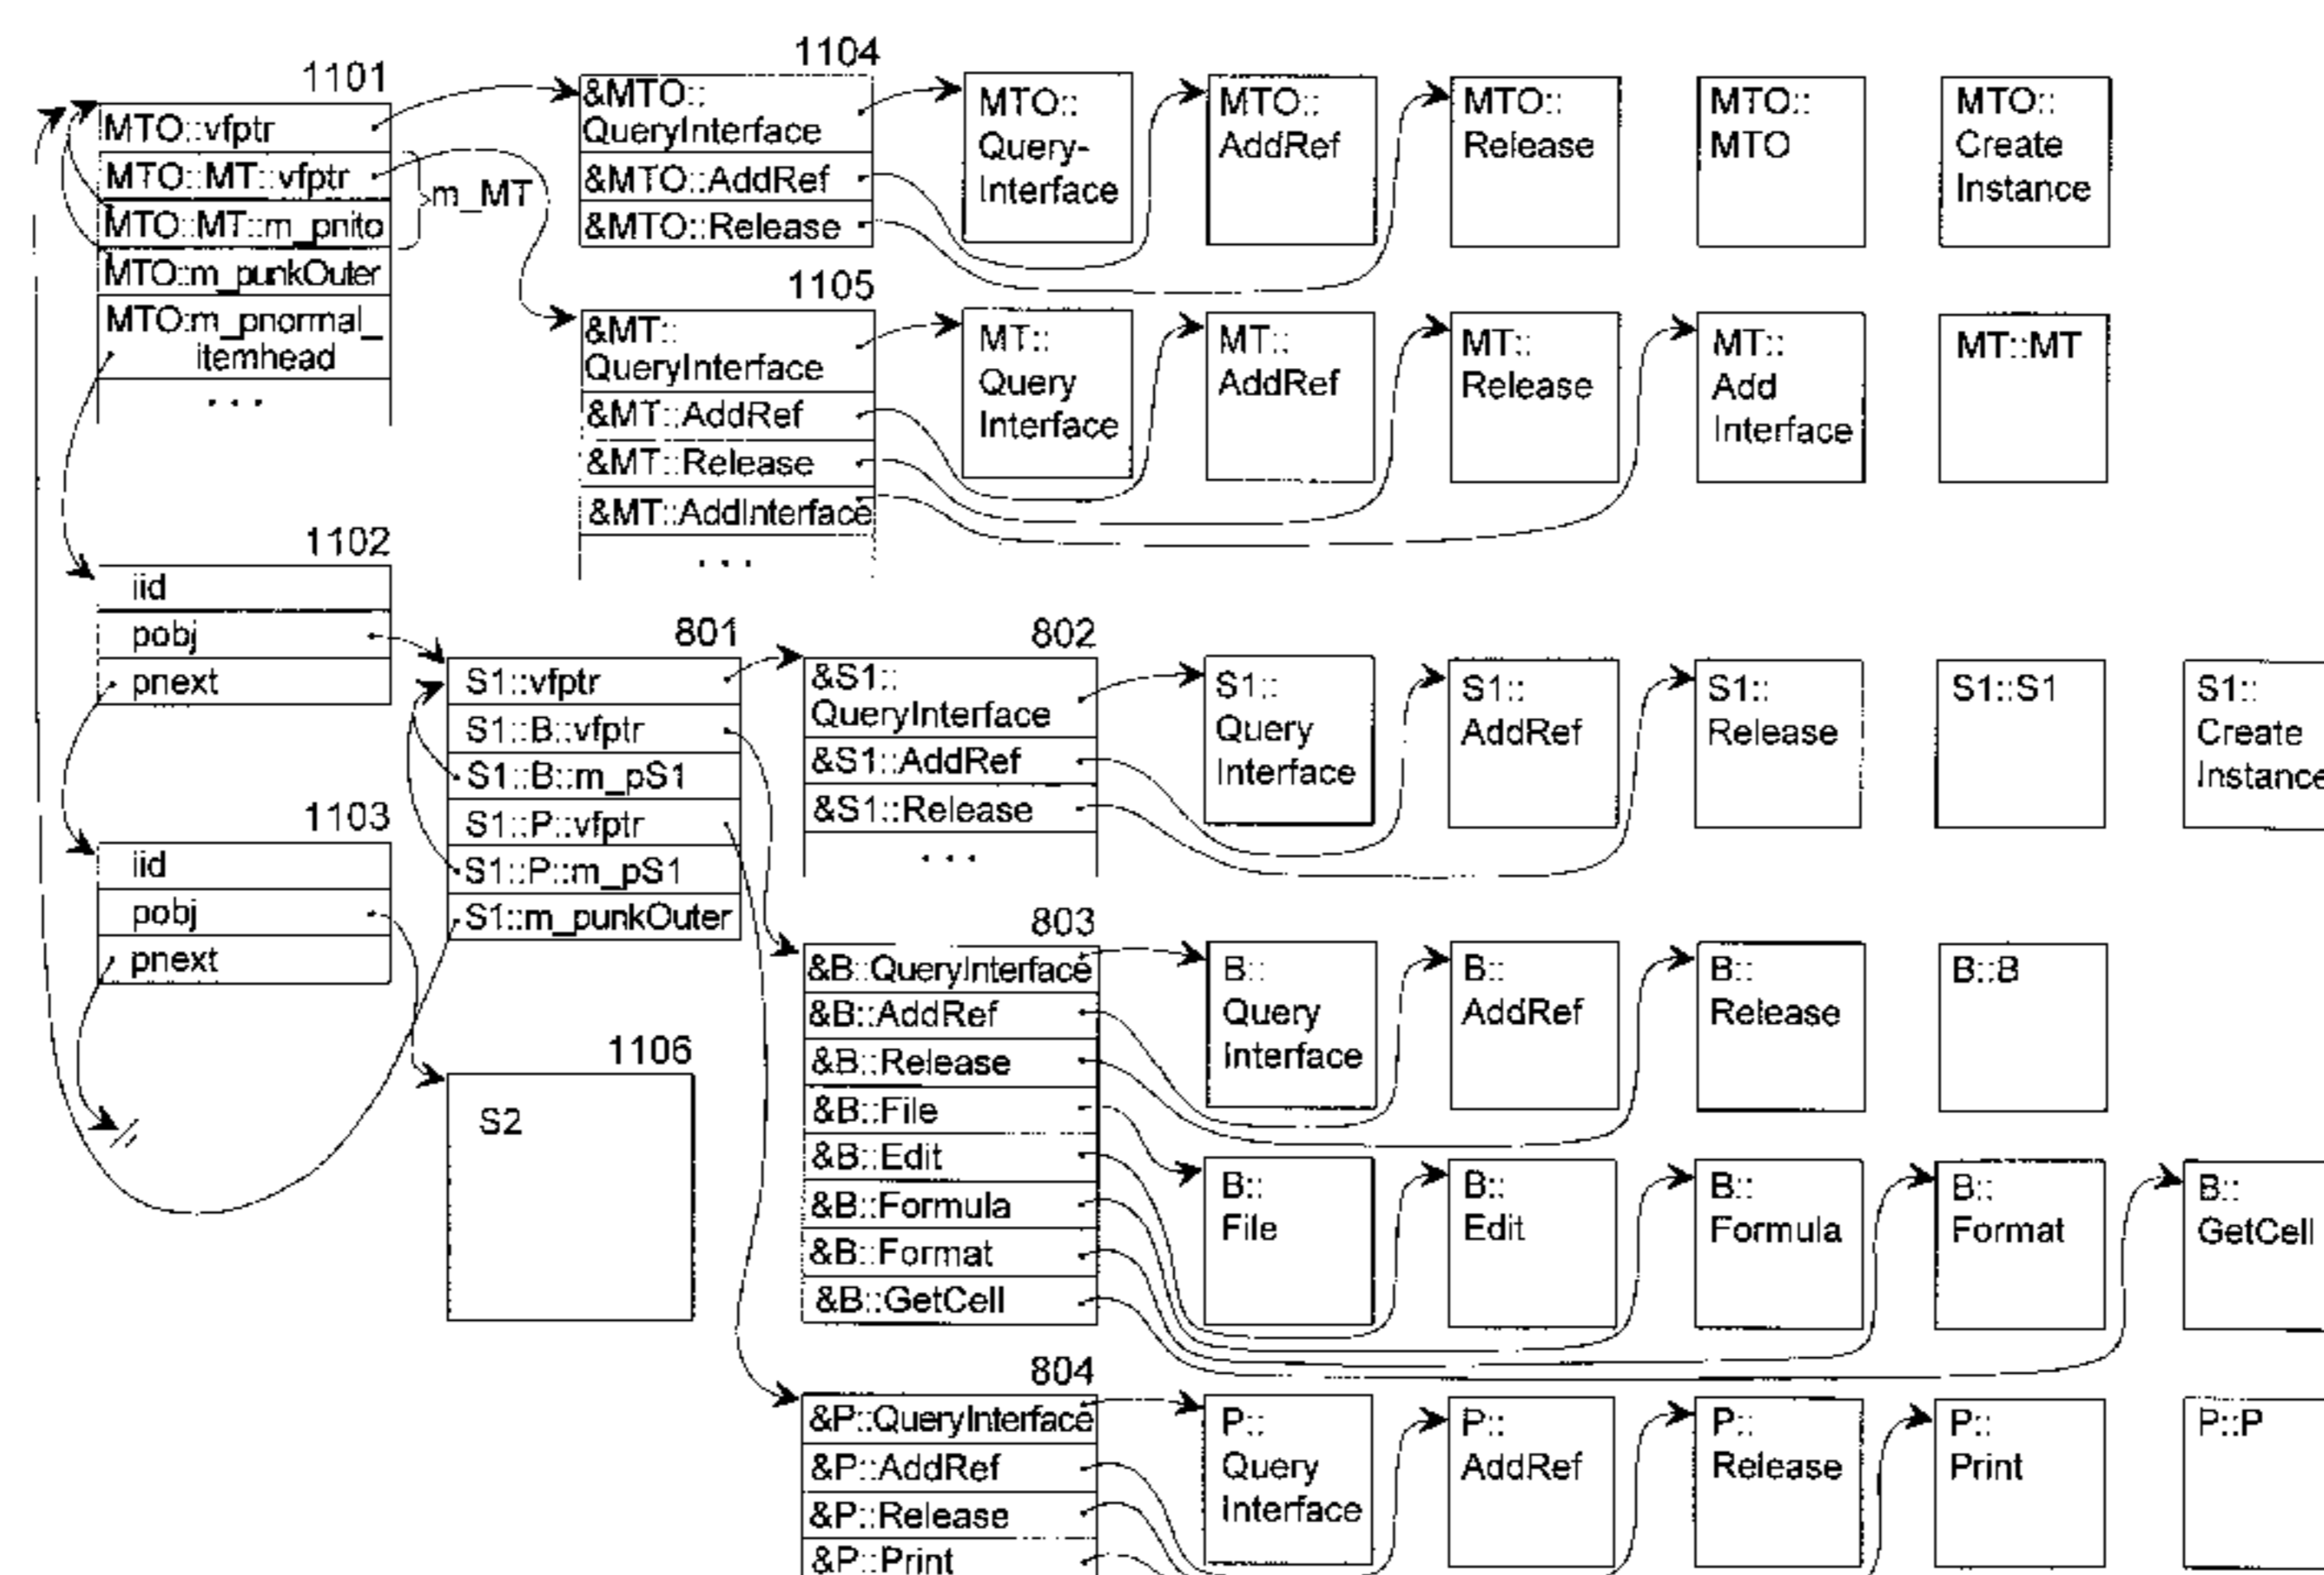 1101
MTO::vfptr
MTO::MT::vfptr
MTO::MT::m_pnito
m_MT
MTO::m_punkOuter
MTO:m_pnormal_
itemhead
. . .
1104
&MTO::
QueryInterface
&MTO::AddRef
&MTO::Release
MTO::
Query-
Interface
MTO::
AddRef
MTO::
Release
MTO::
MTO
MTO::
Create
Instance
1105
&MT::
QueryInterface
&MT::AddRef
&MT::Release
&MT::AddInterface
. . .
MT::
Query
Interface
MT::
AddRef
MT::
Release
MT::
Add
Interface
MT::MT
1102
iid
pobj
pnext
1103
iid
pobj
pnext
801
S1::vfptr
S1::B::vfptr
S1::B::m_pS1
S1::P::vfptr
S1::P::m_pS1
S1::m_punkOuter
1106
S2
802
&S1::
QueryInterface
&S1::AddRef
&S1::Release
. . .
S1::
Query
Interface
S1::
AddRef
S1::
Release
S1::S1
S1::
Create
Instance
803
&B::QueryInterface
&B::AddRef
&B::Release
&B::File
&B::Edit
&B::Formula
&B::Format
&B::GetCell
B::
Query
Interface
B::
AddRef
B::
Release
B::B
B::
File
B::
Edit
B::
Formula
B::
Format
B::
GetCell
804
&P::QueryInterface
&P::AddRef
&P::Release
&P::Print
P::
Query
Interface
P::
AddRef
P::
Release
P::
Print
P::P